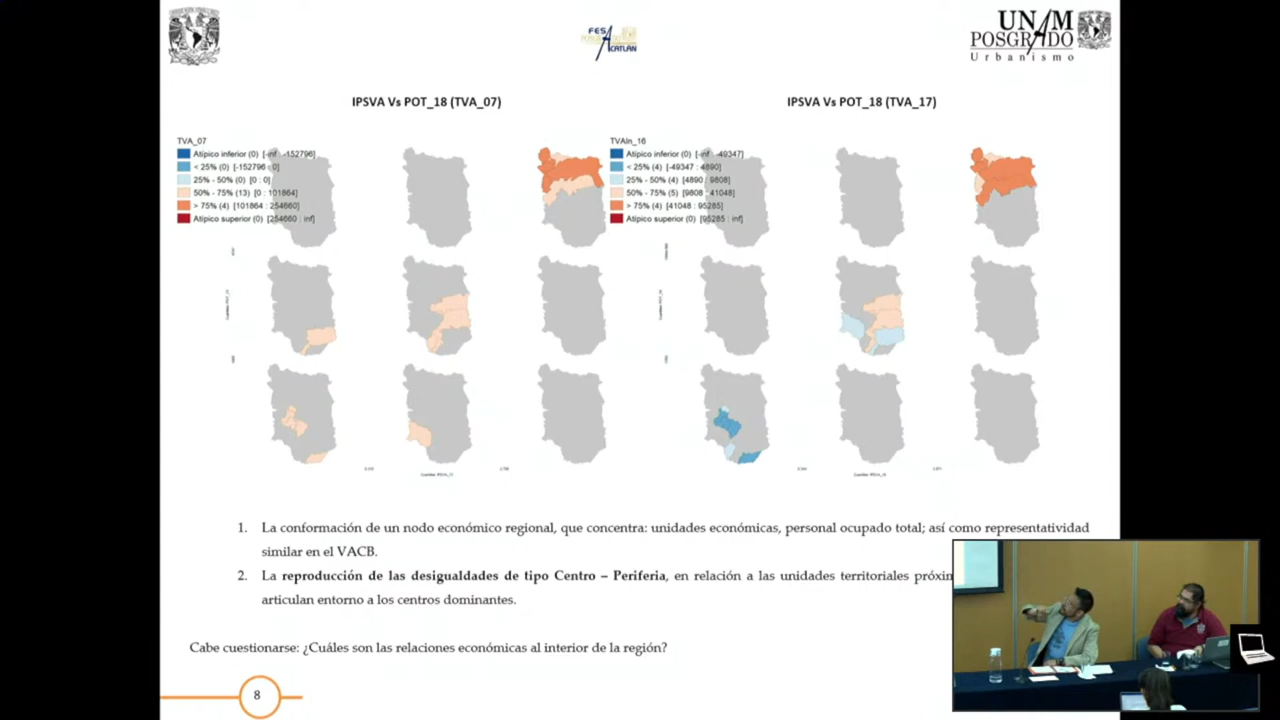 FES
ACATLÁN
UNAM
POSGRADO
Urbanismo
IPSVA Vs POT_18 (TVA_07)
IPSVA Vs POT_18 (TVA_17)
TVA_07
Atípico inferior (0) [-inf : -152796]
< 25% (0) [-152796 : 0]
25% - 50% (0) [0 : 0]
50% - 75% (13) [0 : 101864]
> 75% (4) [101864 : 254660]
Atípico superior (0) [254660 : inf]
TVAIn_16
Atípico inferior (0) [-inf : -49347]
< 25% (4) [-49347 : 4890]
25% - 50% (4) [4890 : 9808]
50% - 75% (5) [9808 : 41048]
> 75% (4) [41048 : 95285]
Atípico superior (0) [95285 : inf]
1. La conformación de un nodo económico regional, que concentra: unidades económicas, personal ocupado total; así como representatividad
similar en el VACB.
2. La reproducción de las desigualdades de tipo Centro – Periferia, en relación a las unidades territoriales
articulan entorno a los centros dominantes.
Cabe cuestionarse: ¿Cuáles son las relaciones económicas al interior de la región?
8